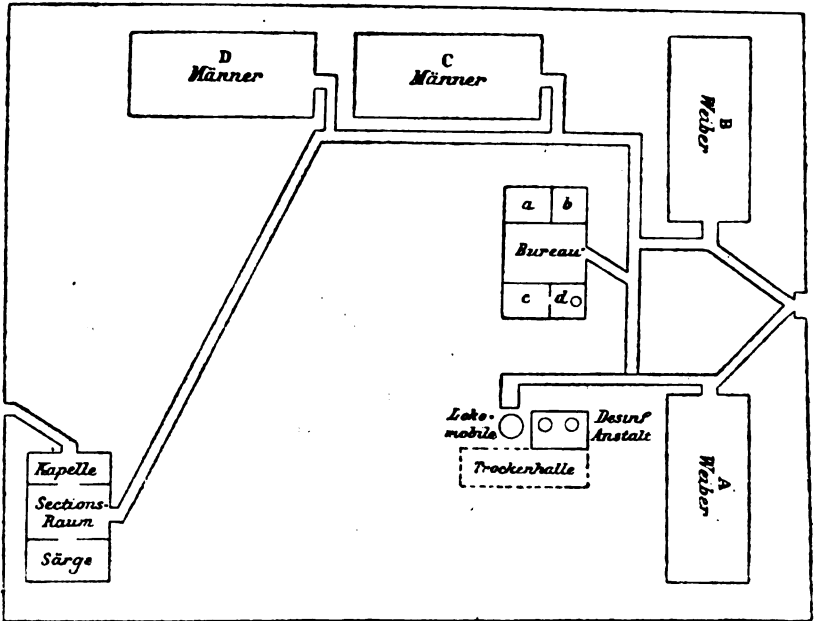 D
Männer
C
Männer
B
Weiber
a
b
Bureau
c
d
Loko-
mobile
Desinf
Anstalt
Trockenhalle
A
Weiber
Kapelle
Sections-
Raum
Särge